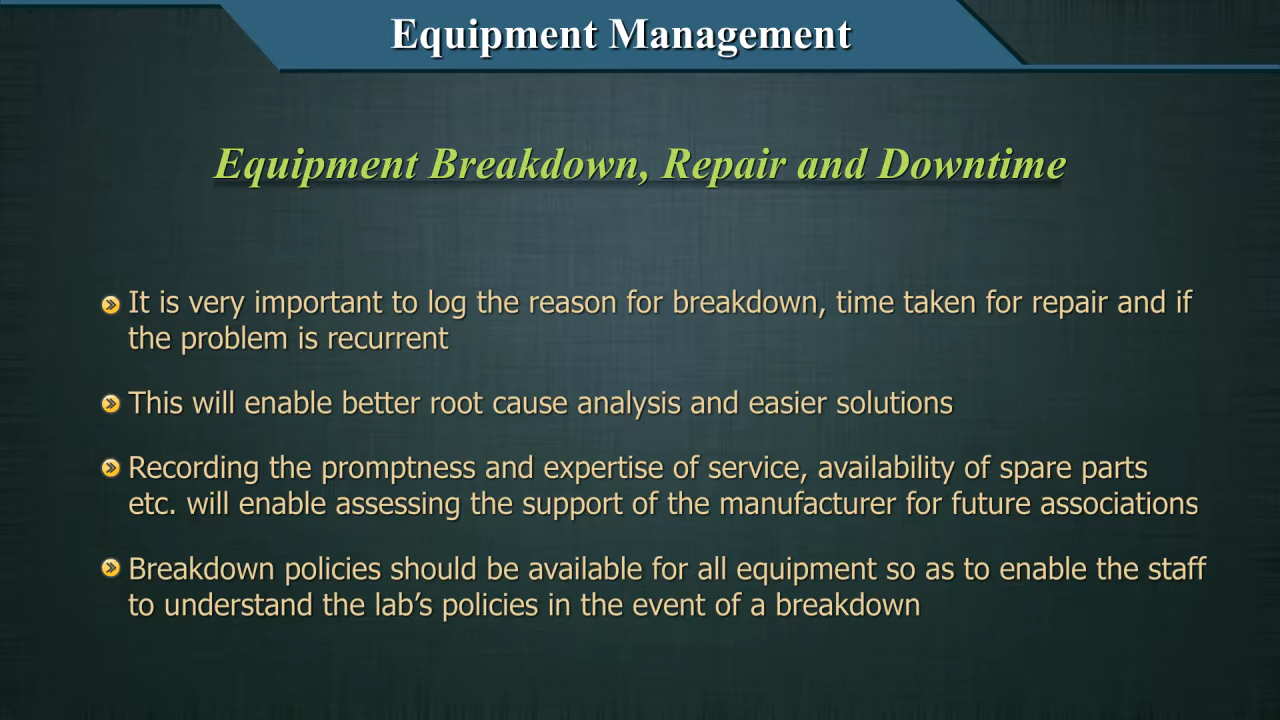 Equipment Management
Equipment Breakdown, Repair and Downtime
It is very important to log the reason for breakdown, time taken for repair and if
the problem is recurrent
This will enable better root cause analysis and easier solutions
Recording the promptness and expertise of service, availability of spare parts
etc. will enable assessing the support of the manufacturer for future associations
Breakdown policies should be available for all equipment so as to enable the staff
to understand the lab’s policies in the event of a breakdown